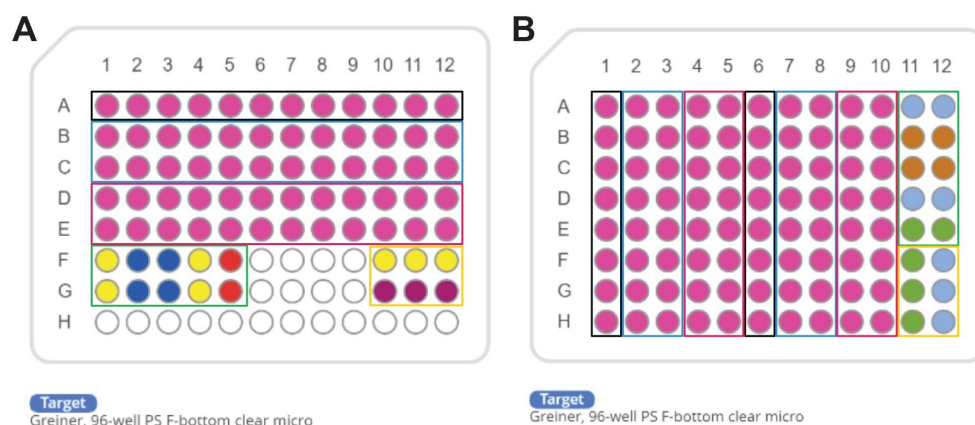 A
1 2 3 4 5 6 7 8 9 10 11 12
A
B
C
D
E
F
G
H
Target
Greiner, 96-well PS F-bottom clear micro
B
1 2 3 4 5 6 7 8 9 10 11 12
A
B
C
D
E
F
G
H
Target
Greiner, 96-well PS F-bottom clear micro